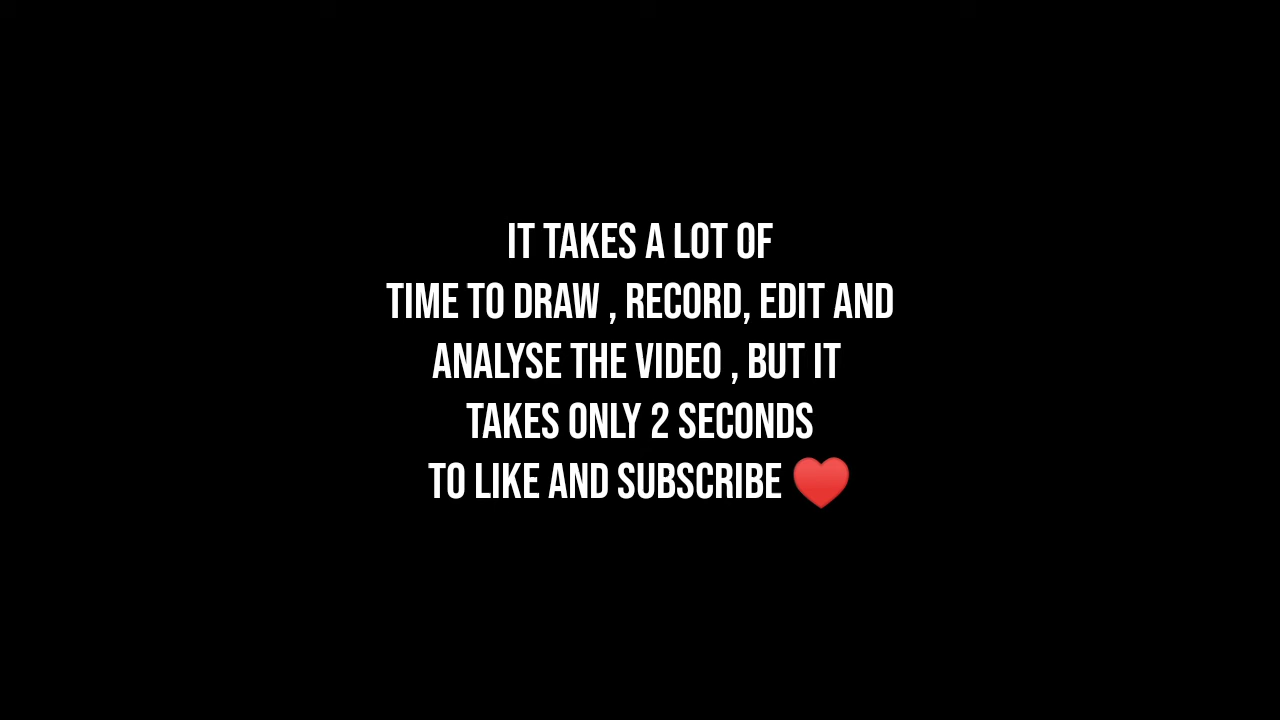 IT TAKES A LOT OF
TIME TO DRAW , RECORD, EDIT AND
ANALYSE THE VIDEO , BUT IT
TAKES ONLY 2 SECONDS
TO LIKE AND SUBSCRIBE ❤️